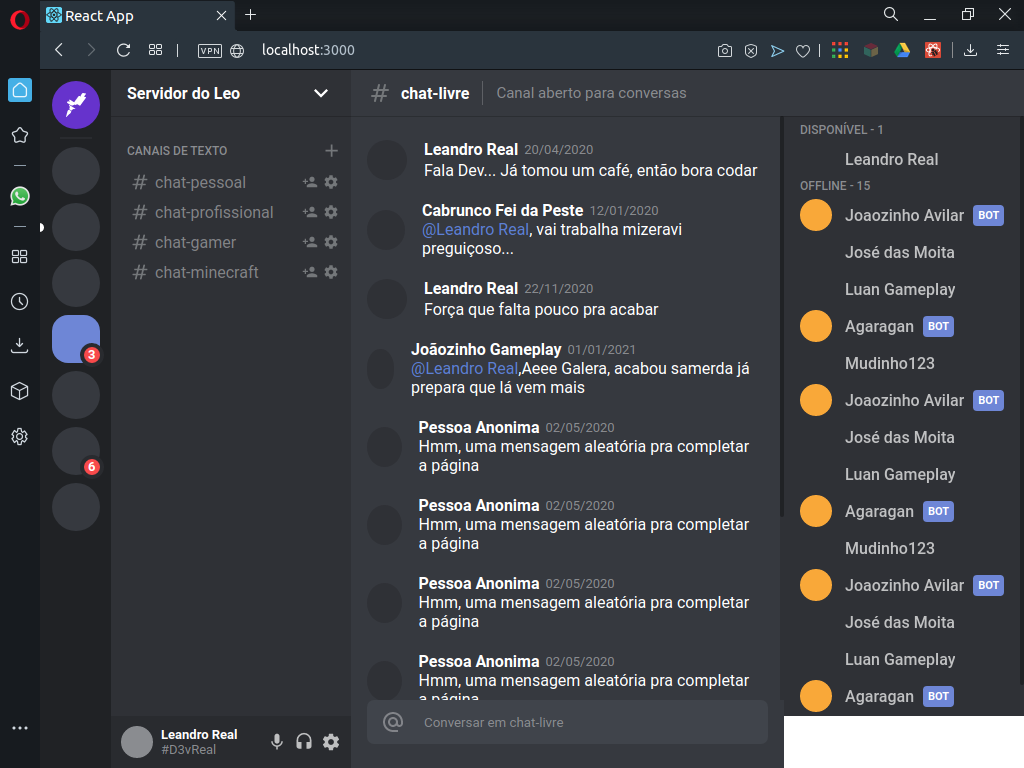 React App
VPN
localhost:3000
Servidor do Leo
# chat-livre
Canal aberto para conversas
CANAIS DE TEXTO
# chat-pessoal
# chat-profissional
# chat-gamer
# chat-minecraft
3
6
Leandro Real
#D3vReal
Leandro Real 20/04/2020
Fala Dev... Já tomou um café, então bora codar
Cabrunco Fei da Peste 12/01/2020
@Leandro Real, vai trabalha mizeravi
preguiçoso...
Leandro Real 22/11/2020
Força que falta pouco pra acabar
Joãozinho Gameplay 01/01/2021
@Leandro Real,Aeee Galera, acabou samerda já
prepara que lá vem mais
Pessoa Anonima 02/05/2020
Hmm, uma mensagem aleatória pra completar
a página
Pessoa Anonima 02/05/2020
Hmm, uma mensagem aleatória pra completar
a página
Pessoa Anonima 02/05/2020
Hmm, uma mensagem aleatória pra completar
a página
Pessoa Anonima 02/05/2020
Hmm, uma mensagem aleatória pra completar
a página
@ Conversar em chat-livre
DISPONÍVEL - 1
Leandro Real
OFFLINE - 15
Joaozinho Avilar BOT
José das Moita
Luan Gameplay
Agaragan BOT
Mudinho123
Joaozinho Avilar BOT
José das Moita
Luan Gameplay
Agaragan BOT
Mudinho123
Joaozinho Avilar BOT
José das Moita
Luan Gameplay
Agaragan BOT